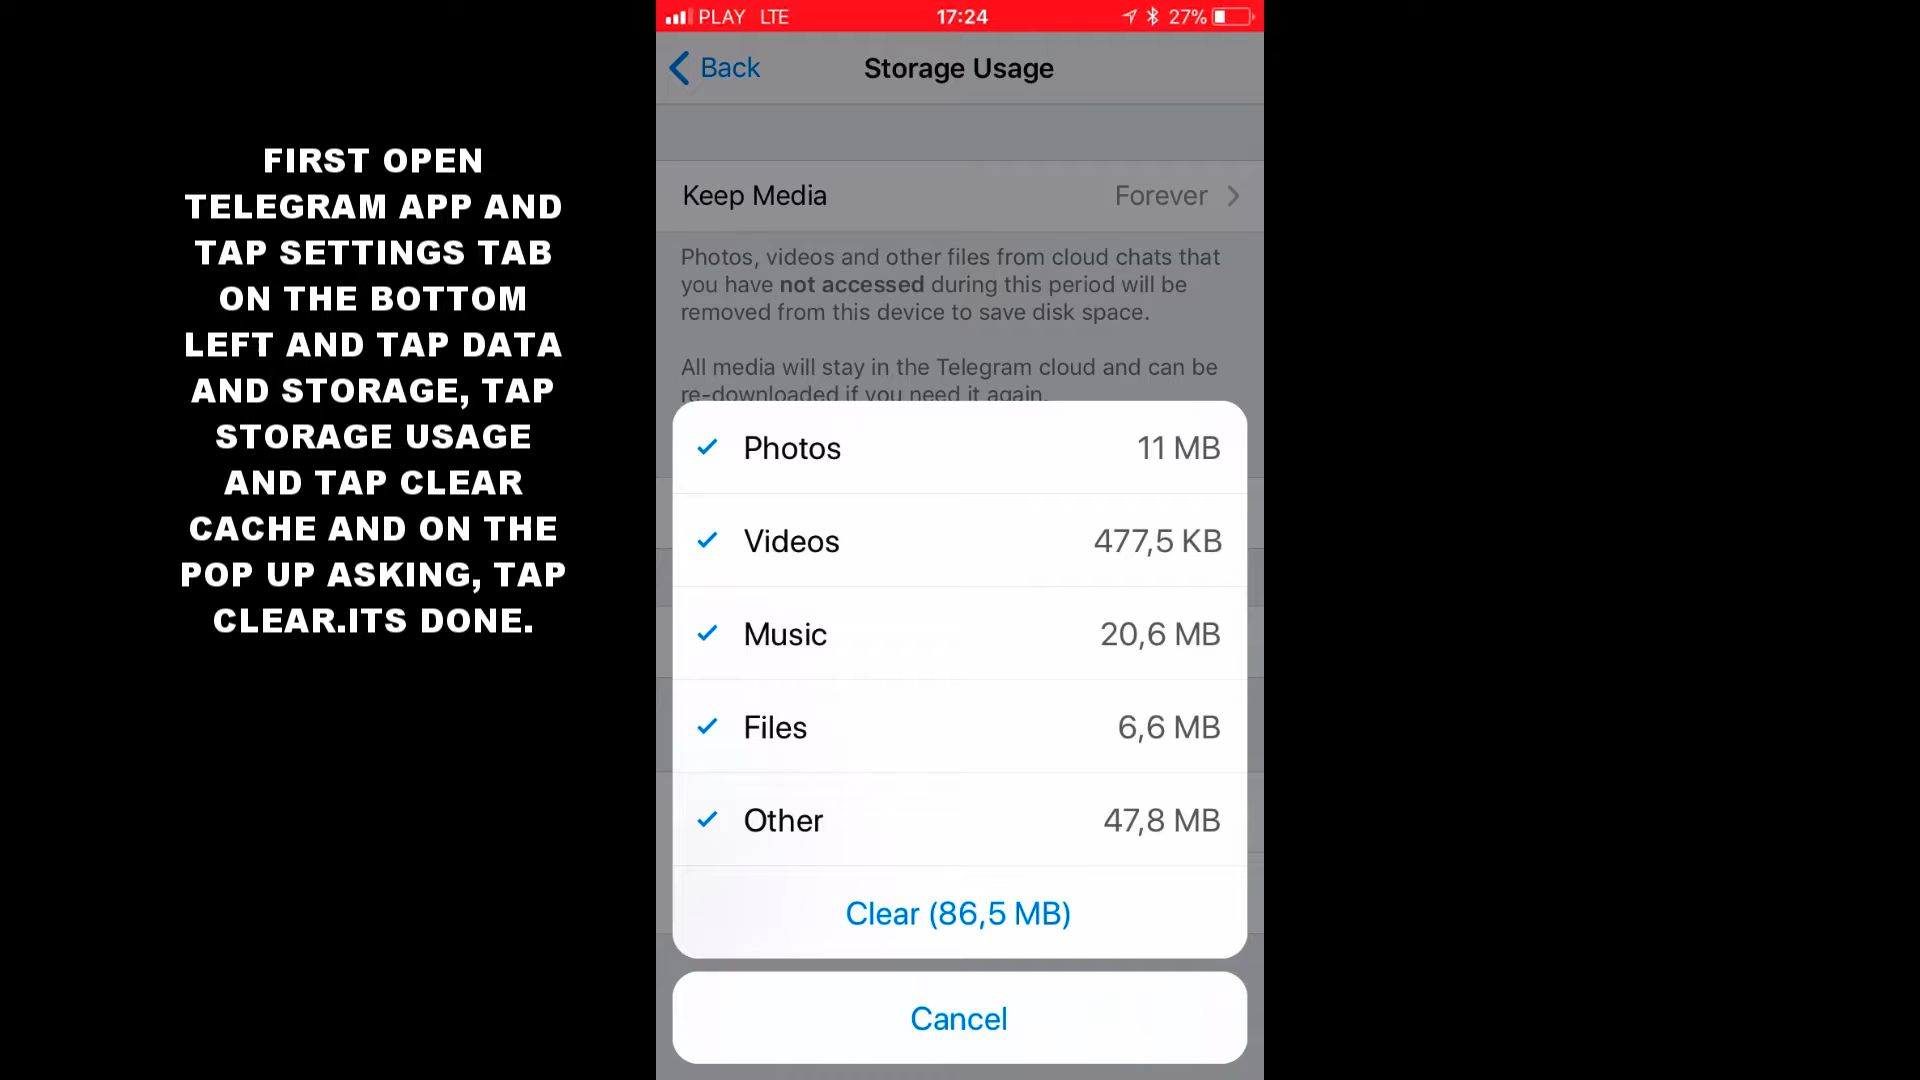 FIRST OPEN
TELEGRAM APP AND
TAP SETTINGS TAB
ON THE BOTTOM
LEFT AND TAP DATA
AND STORAGE, TAP
STORAGE USAGE
AND TAP CLEAR
CACHE AND ON THE
POP UP ASKING, TAP
CLEAR.ITS DONE.
PLAY LTE 17:24 27%
Back Storage Usage
Keep Media Forever
Photos, videos and other files from cloud chats that
you have not accessed during this period will be
removed from this device to save disk space.
All media will stay in the Telegram cloud and can be
re-downloaded if you need it again.
Photos 11 MB
Videos 477,5 KB
Music 20,6 MB
Files 6,6 MB
Other 47,8 MB
Clear (86,5 MB)
Cancel